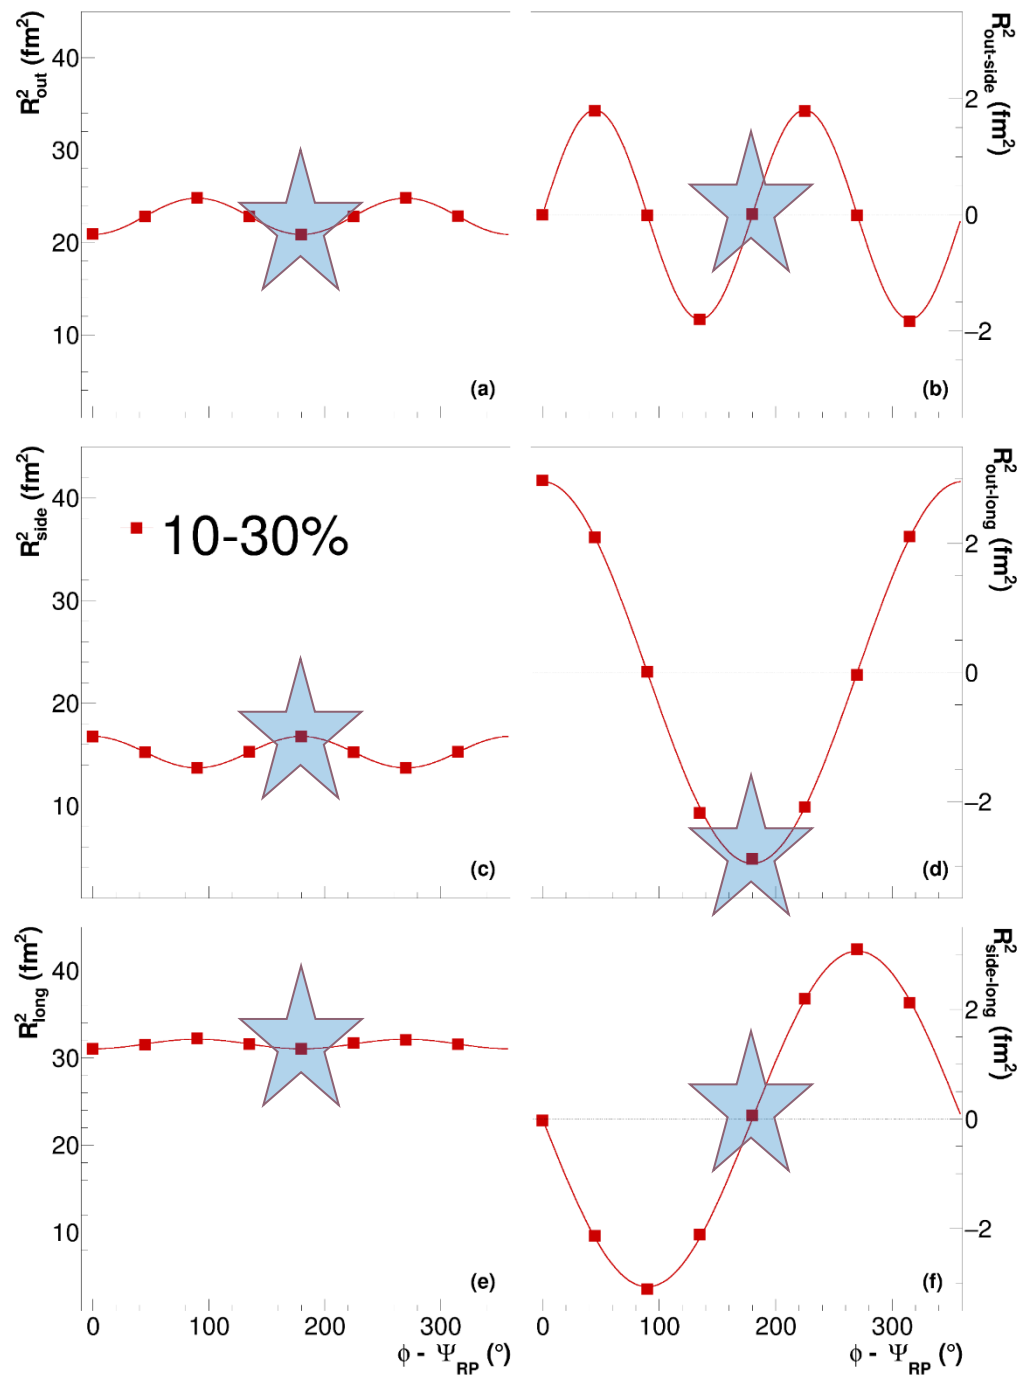 R²out (fm²)
40
30
20
10
(a)
R²out-side (fm²)
2
0
−2
(b)
R²side (fm²)
40
30
20
10
10-30%
(c)
R²out-long (fm²)
2
0
−2
(d)
R²long (fm²)
40
30
20
10
(e)
R²side-long (fm²)
2
0
−2
(f)
0 100 200 300
ϕ - Ψ RP (°)
0 100 200 300
ϕ - Ψ RP (°)